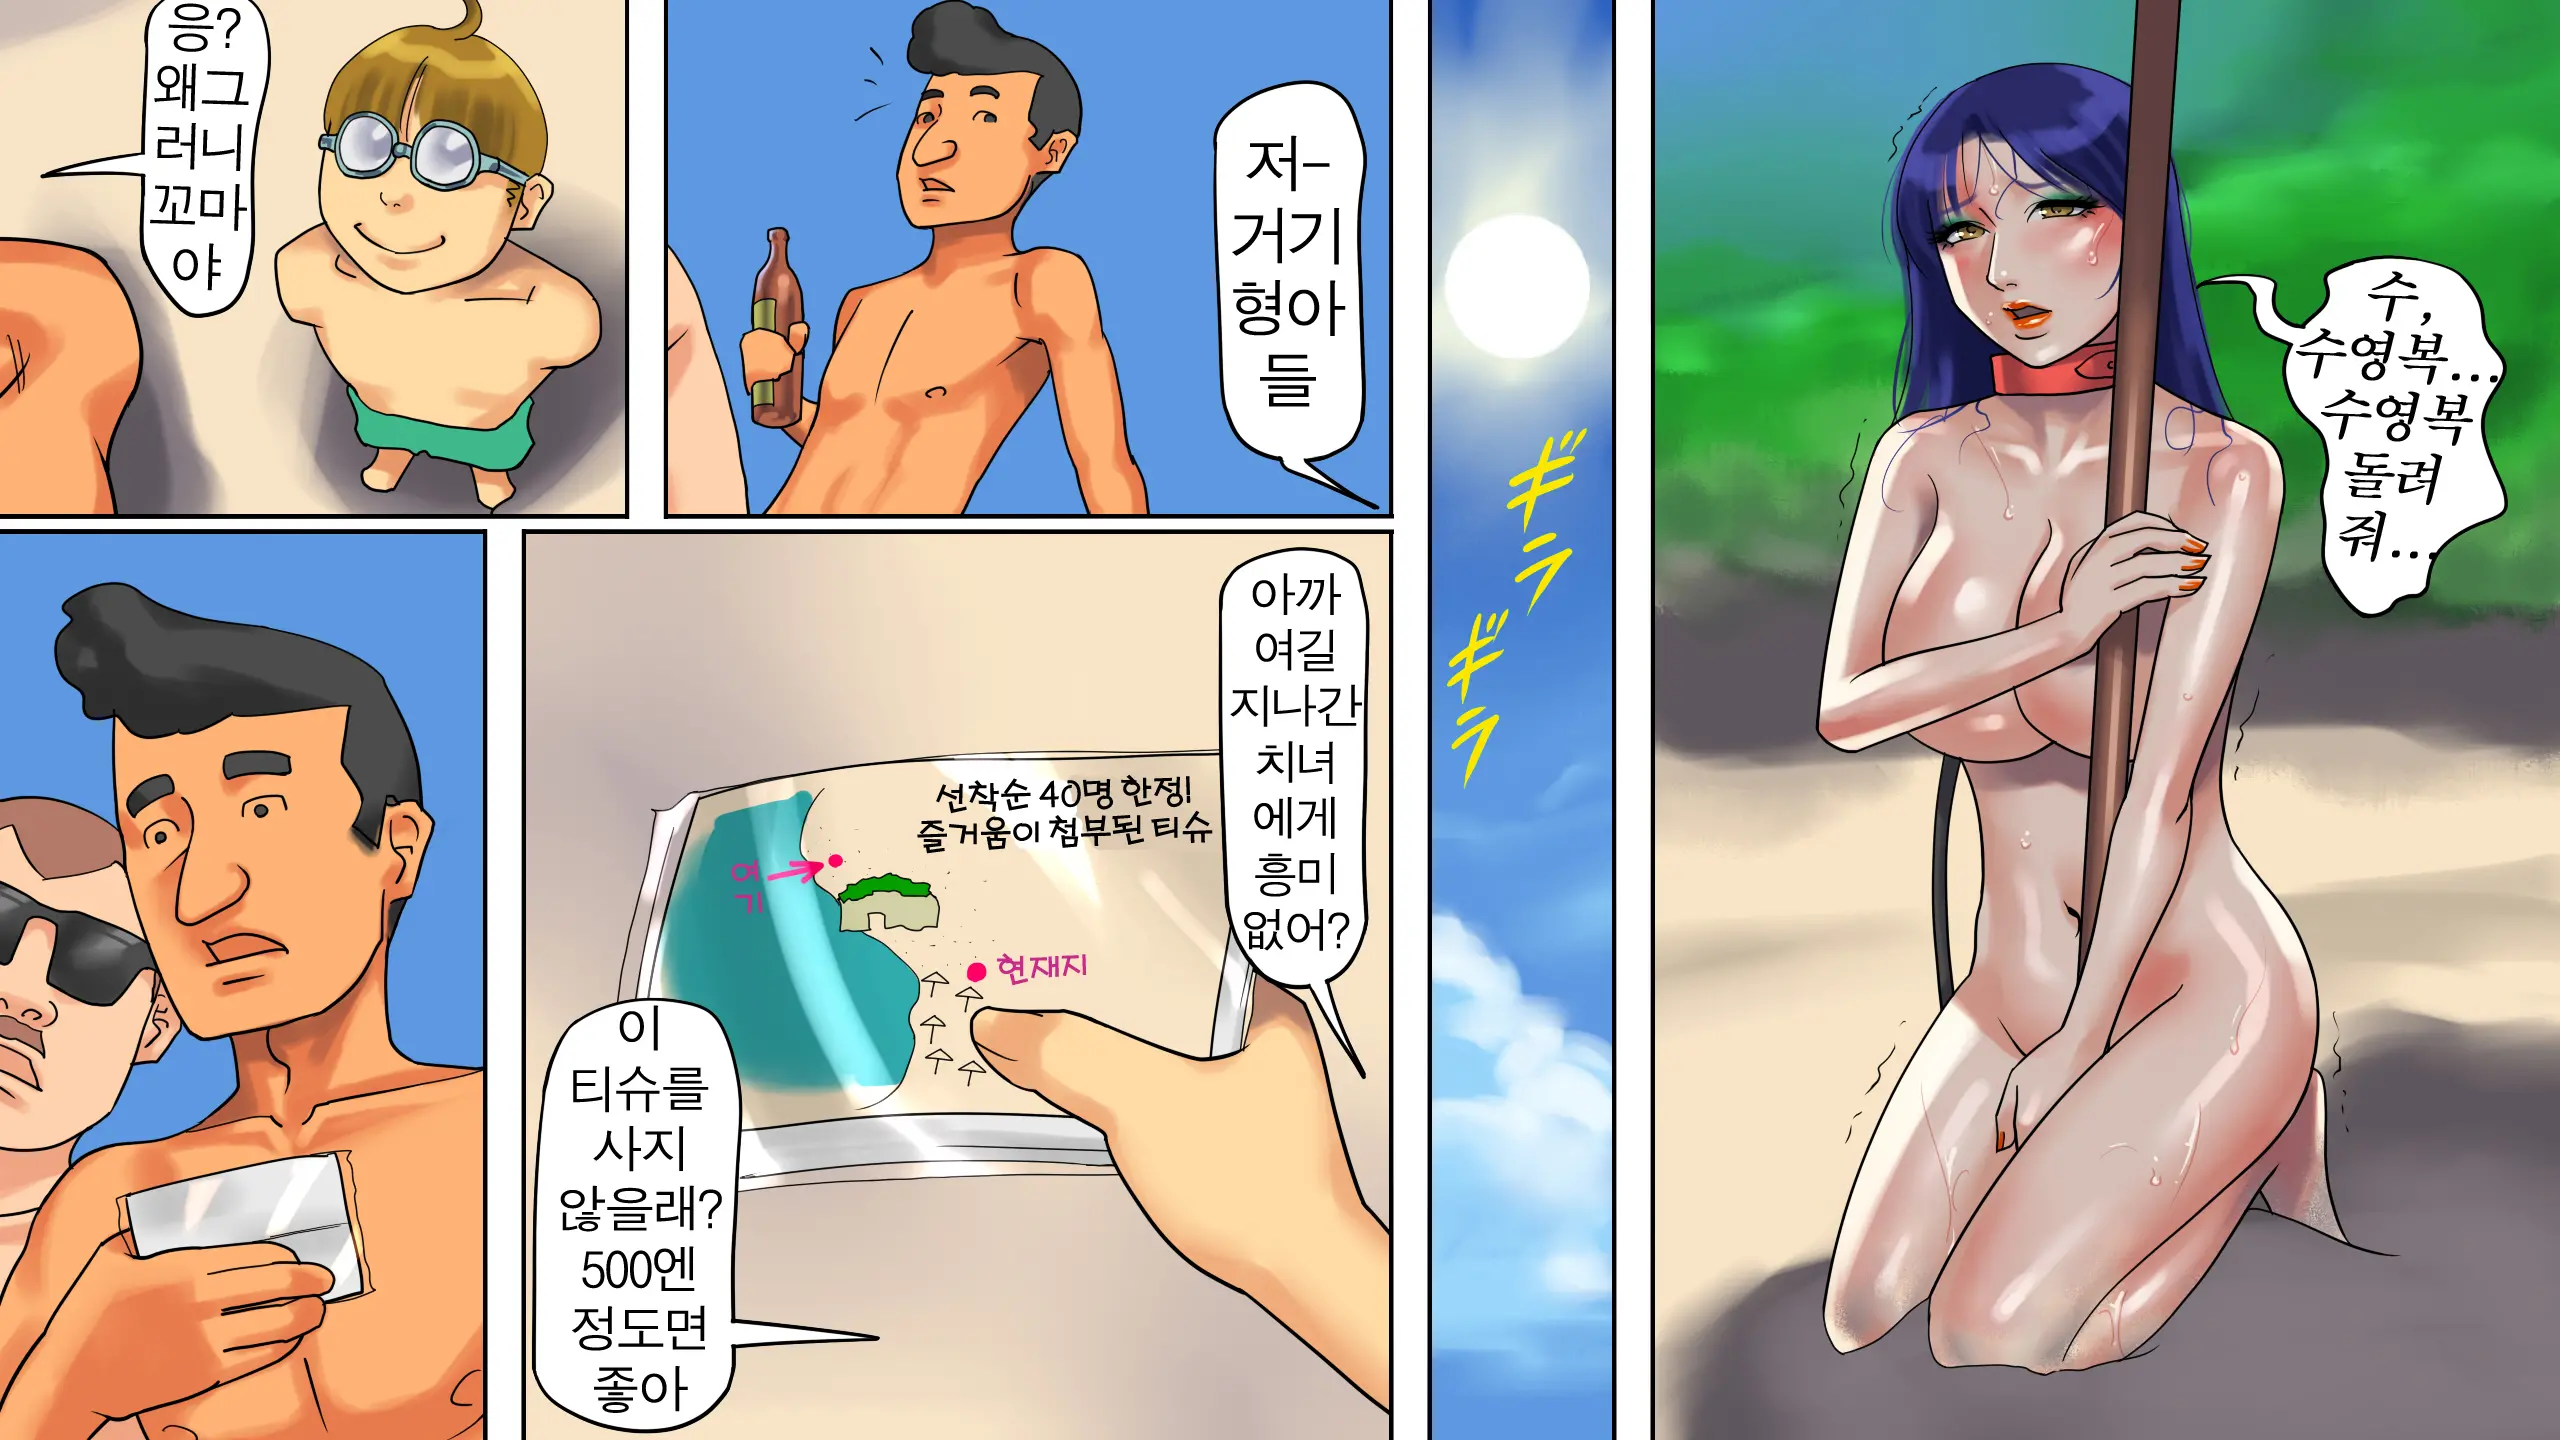 수,
수영복...
수영복
돌려
줘...
ギラ
ギラ
저-
거기
형아
들
응?
왜그
러니
꼬마
야
아까
여길
지나간
치녀
에게
흥미
없어?
선착순 40명 한정!
즐거움이 첨부된 티슈
여
기
현재지
이
티슈를
사지
않을래?
500엔
정도면
좋아